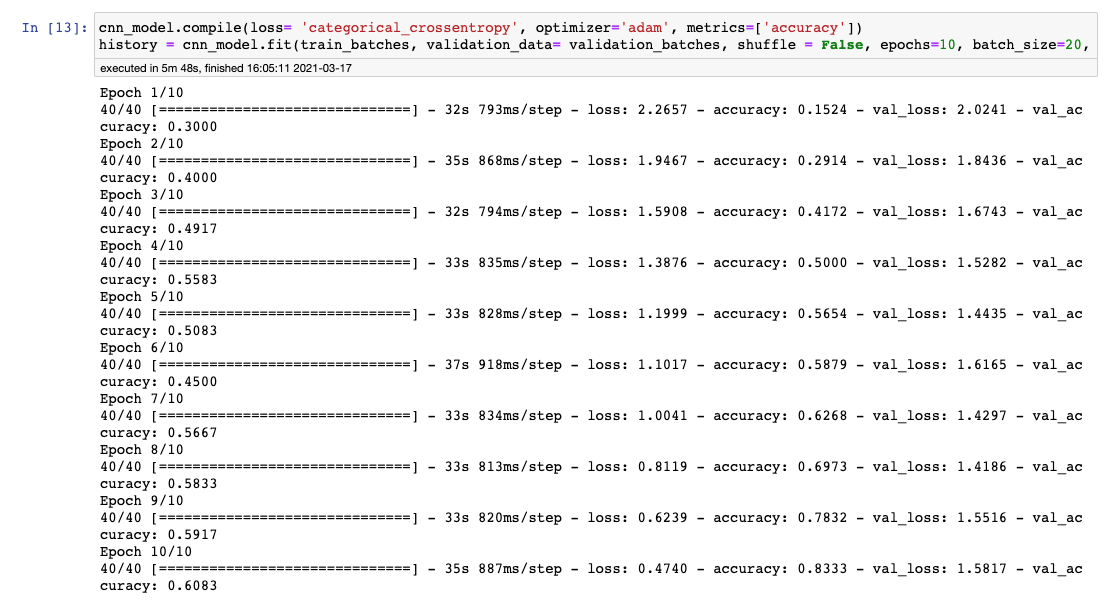 In [13]: cnn_model.compile(loss= 'categorical_crossentropy', optimizer='adam', metrics=['accuracy'])
history = cnn_model.fit(train_batches, validation_data= validation_batches, shuffle = False, epochs=10, batch_size=20,
executed in 5m 48s, finished 16:05:11 2021-03-17
Epoch 1/10
40/40 [==============================] - 32s 793ms/step - loss: 2.2657 - accuracy: 0.1524 - val_loss: 2.0241 - val_ac
curacy: 0.3000
Epoch 2/10
40/40 [==============================] - 35s 868ms/step - loss: 1.9467 - accuracy: 0.2914 - val_loss: 1.8436 - val_ac
curacy: 0.4000
Epoch 3/10
40/40 [==============================] - 32s 794ms/step - loss: 1.5908 - accuracy: 0.4172 - val_loss: 1.6743 - val_ac
curacy: 0.4917
Epoch 4/10
40/40 [==============================] - 33s 835ms/step - loss: 1.3876 - accuracy: 0.5000 - val_loss: 1.5282 - val_ac
curacy: 0.5583
Epoch 5/10
40/40 [==============================] - 33s 828ms/step - loss: 1.1999 - accuracy: 0.5654 - val_loss: 1.4435 - val_ac
curacy: 0.5083
Epoch 6/10
40/40 [==============================] - 37s 918ms/step - loss: 1.1017 - accuracy: 0.5879 - val_loss: 1.6165 - val_ac
curacy: 0.4500
Epoch 7/10
40/40 [==============================] - 33s 834ms/step - loss: 1.0041 - accuracy: 0.6268 - val_loss: 1.4297 - val_ac
curacy: 0.5667
Epoch 8/10
40/40 [==============================] - 33s 813ms/step - loss: 0.8119 - accuracy: 0.6973 - val_loss: 1.4186 - val_ac
curacy: 0.5833
Epoch 9/10
40/40 [==============================] - 33s 820ms/step - loss: 0.6239 - accuracy: 0.7832 - val_loss: 1.5516 - val_ac
curacy: 0.5917
Epoch 10/10
40/40 [==============================] - 35s 887ms/step - loss: 0.4740 - accuracy: 0.8333 - val_loss: 1.5817 - val_ac
curacy: 0.6083